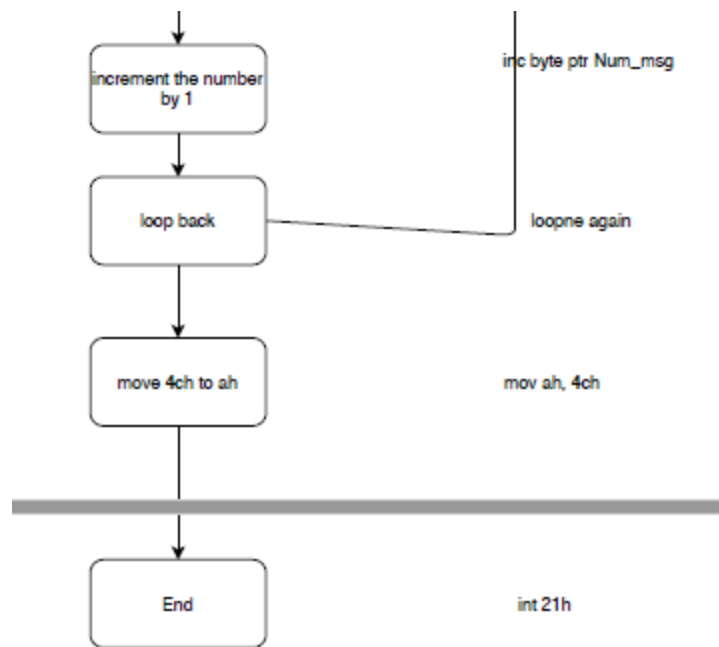 increment the number
by 1
inc byte ptr Num_msg
loop back
loopne again
move 4ch to ah
mov ah, 4ch
End
int 21h